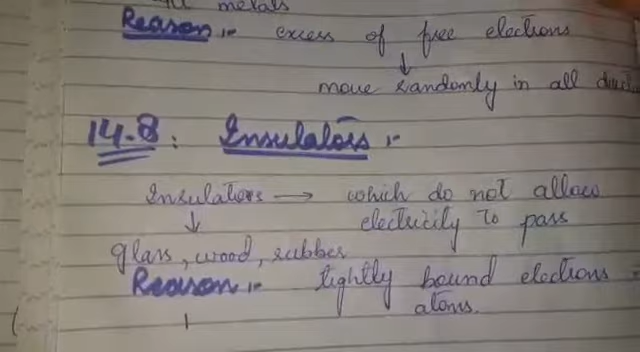 metals
Reason :- excess of free electrons
↓
move randomly in all
14.8 : Insulators :-
Insulators → which do not allow
↓ electricity to pass
glass, wood, rubber
Reason :- tightly bound electrons =
atoms.